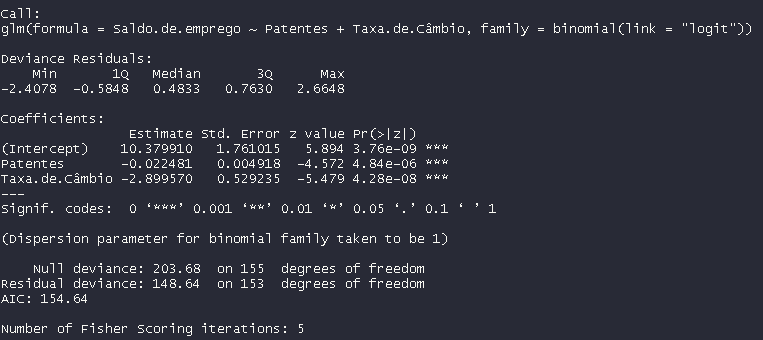 Call:
glm(formula = Saldo.de.emprego ~ Patentes + Taxa.de.Câmbio, family = binomial(link = "logit"))
Deviance Residuals:
    Min       1Q   Median       3Q      Max
-2.4078  -0.5848   0.4833   0.7630   2.6648
Coefficients:
                Estimate Std. Error z value Pr(>|z|)
(Intercept)    10.379910   1.761015   5.894 3.76e-09 ***
Patentes       -0.022481   0.004918  -4.572 4.84e-06 ***
Taxa.de.Câmbio -2.899570   0.529235  -5.479 4.28e-08 ***
---
Signif. codes:  0 ‘***’ 0.001 ‘**’ 0.01 ‘*’ 0.05 ‘.’ 0.1 ‘ ’ 1
(Dispersion parameter for binomial family taken to be 1)
    Null deviance: 203.68  on 155  degrees of freedom
Residual deviance: 148.64  on 153  degrees of freedom
AIC: 154.64
Number of Fisher Scoring iterations: 5